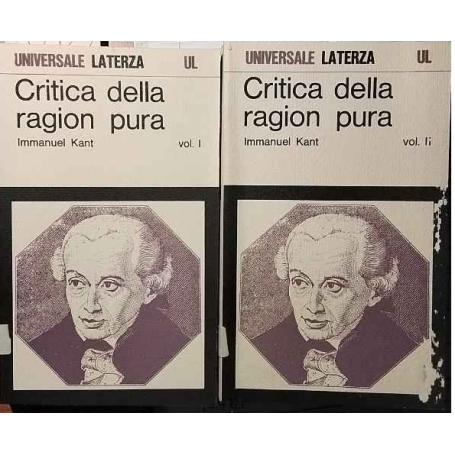 UNIVERSALE LATERZA UL
Critica della
ragion pura
Immanuel Kant vol. I
UNIVERSALE LATERZA UL
Critica della
ragion pura
Immanuel Kant vol. II